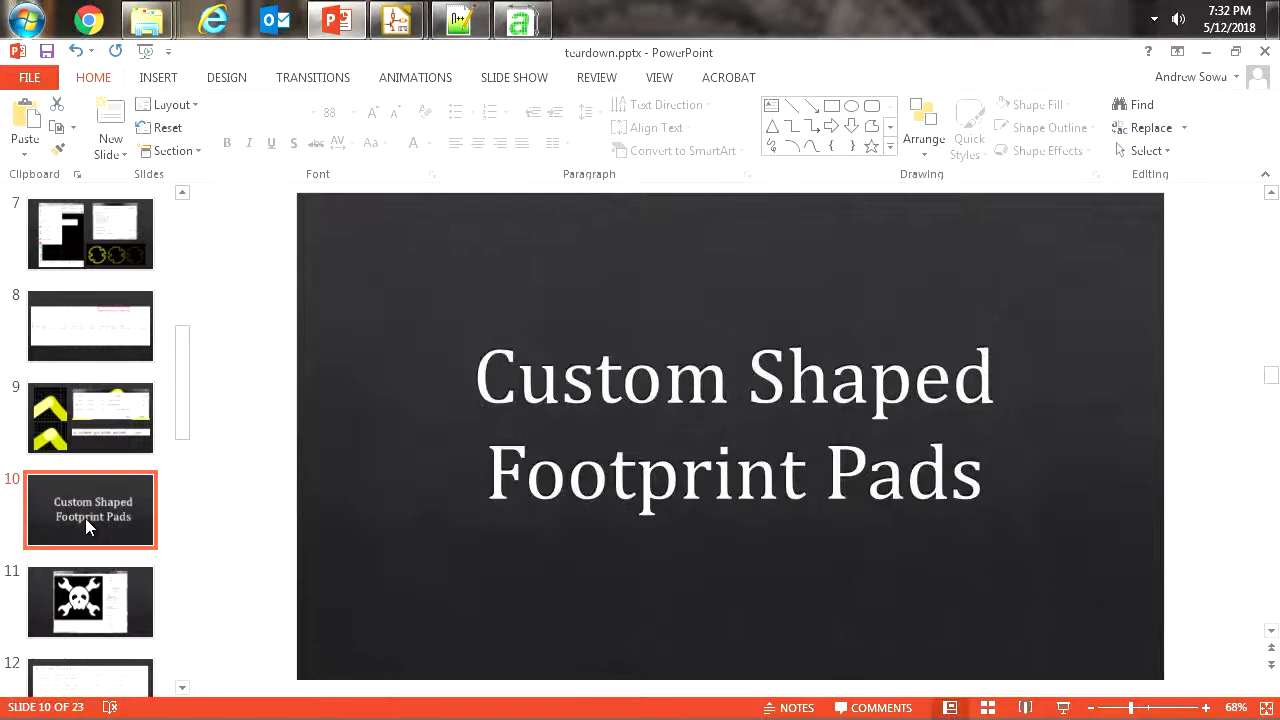 7:52 PM
5/12/2018
teardown.pptx - PowerPoint
FILE HOME INSERT DESIGN TRANSITIONS ANIMATIONS SLIDE SHOW REVIEW VIEW ACROBAT
Andrew Sowa
Paste
New
Slide
Layout
Reset
Section
88
Text Direction
Align Text
Convert to SmartArt
Quick
Styles
Shape Fill
Shape Outline
Shape Effects
Find
Select
Clipboard Slides Font Paragraph Drawing Editing
7
8
9
10
Custom Shaped
Footprint Pads
11
12
Custom Shaped
Footprint Pads
SLIDE 10 OF 23
NOTES COMMENTS 68%